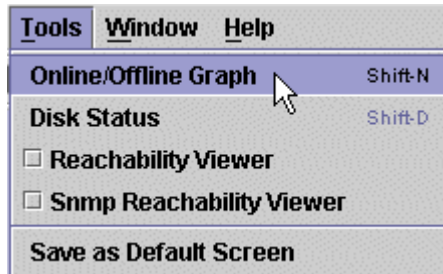 Tools Window Help
Online/Offline Graph Shift-N
Disk Status Shift-D
Reachability Viewer
Snmp Reachability Viewer
Save as Default Screen